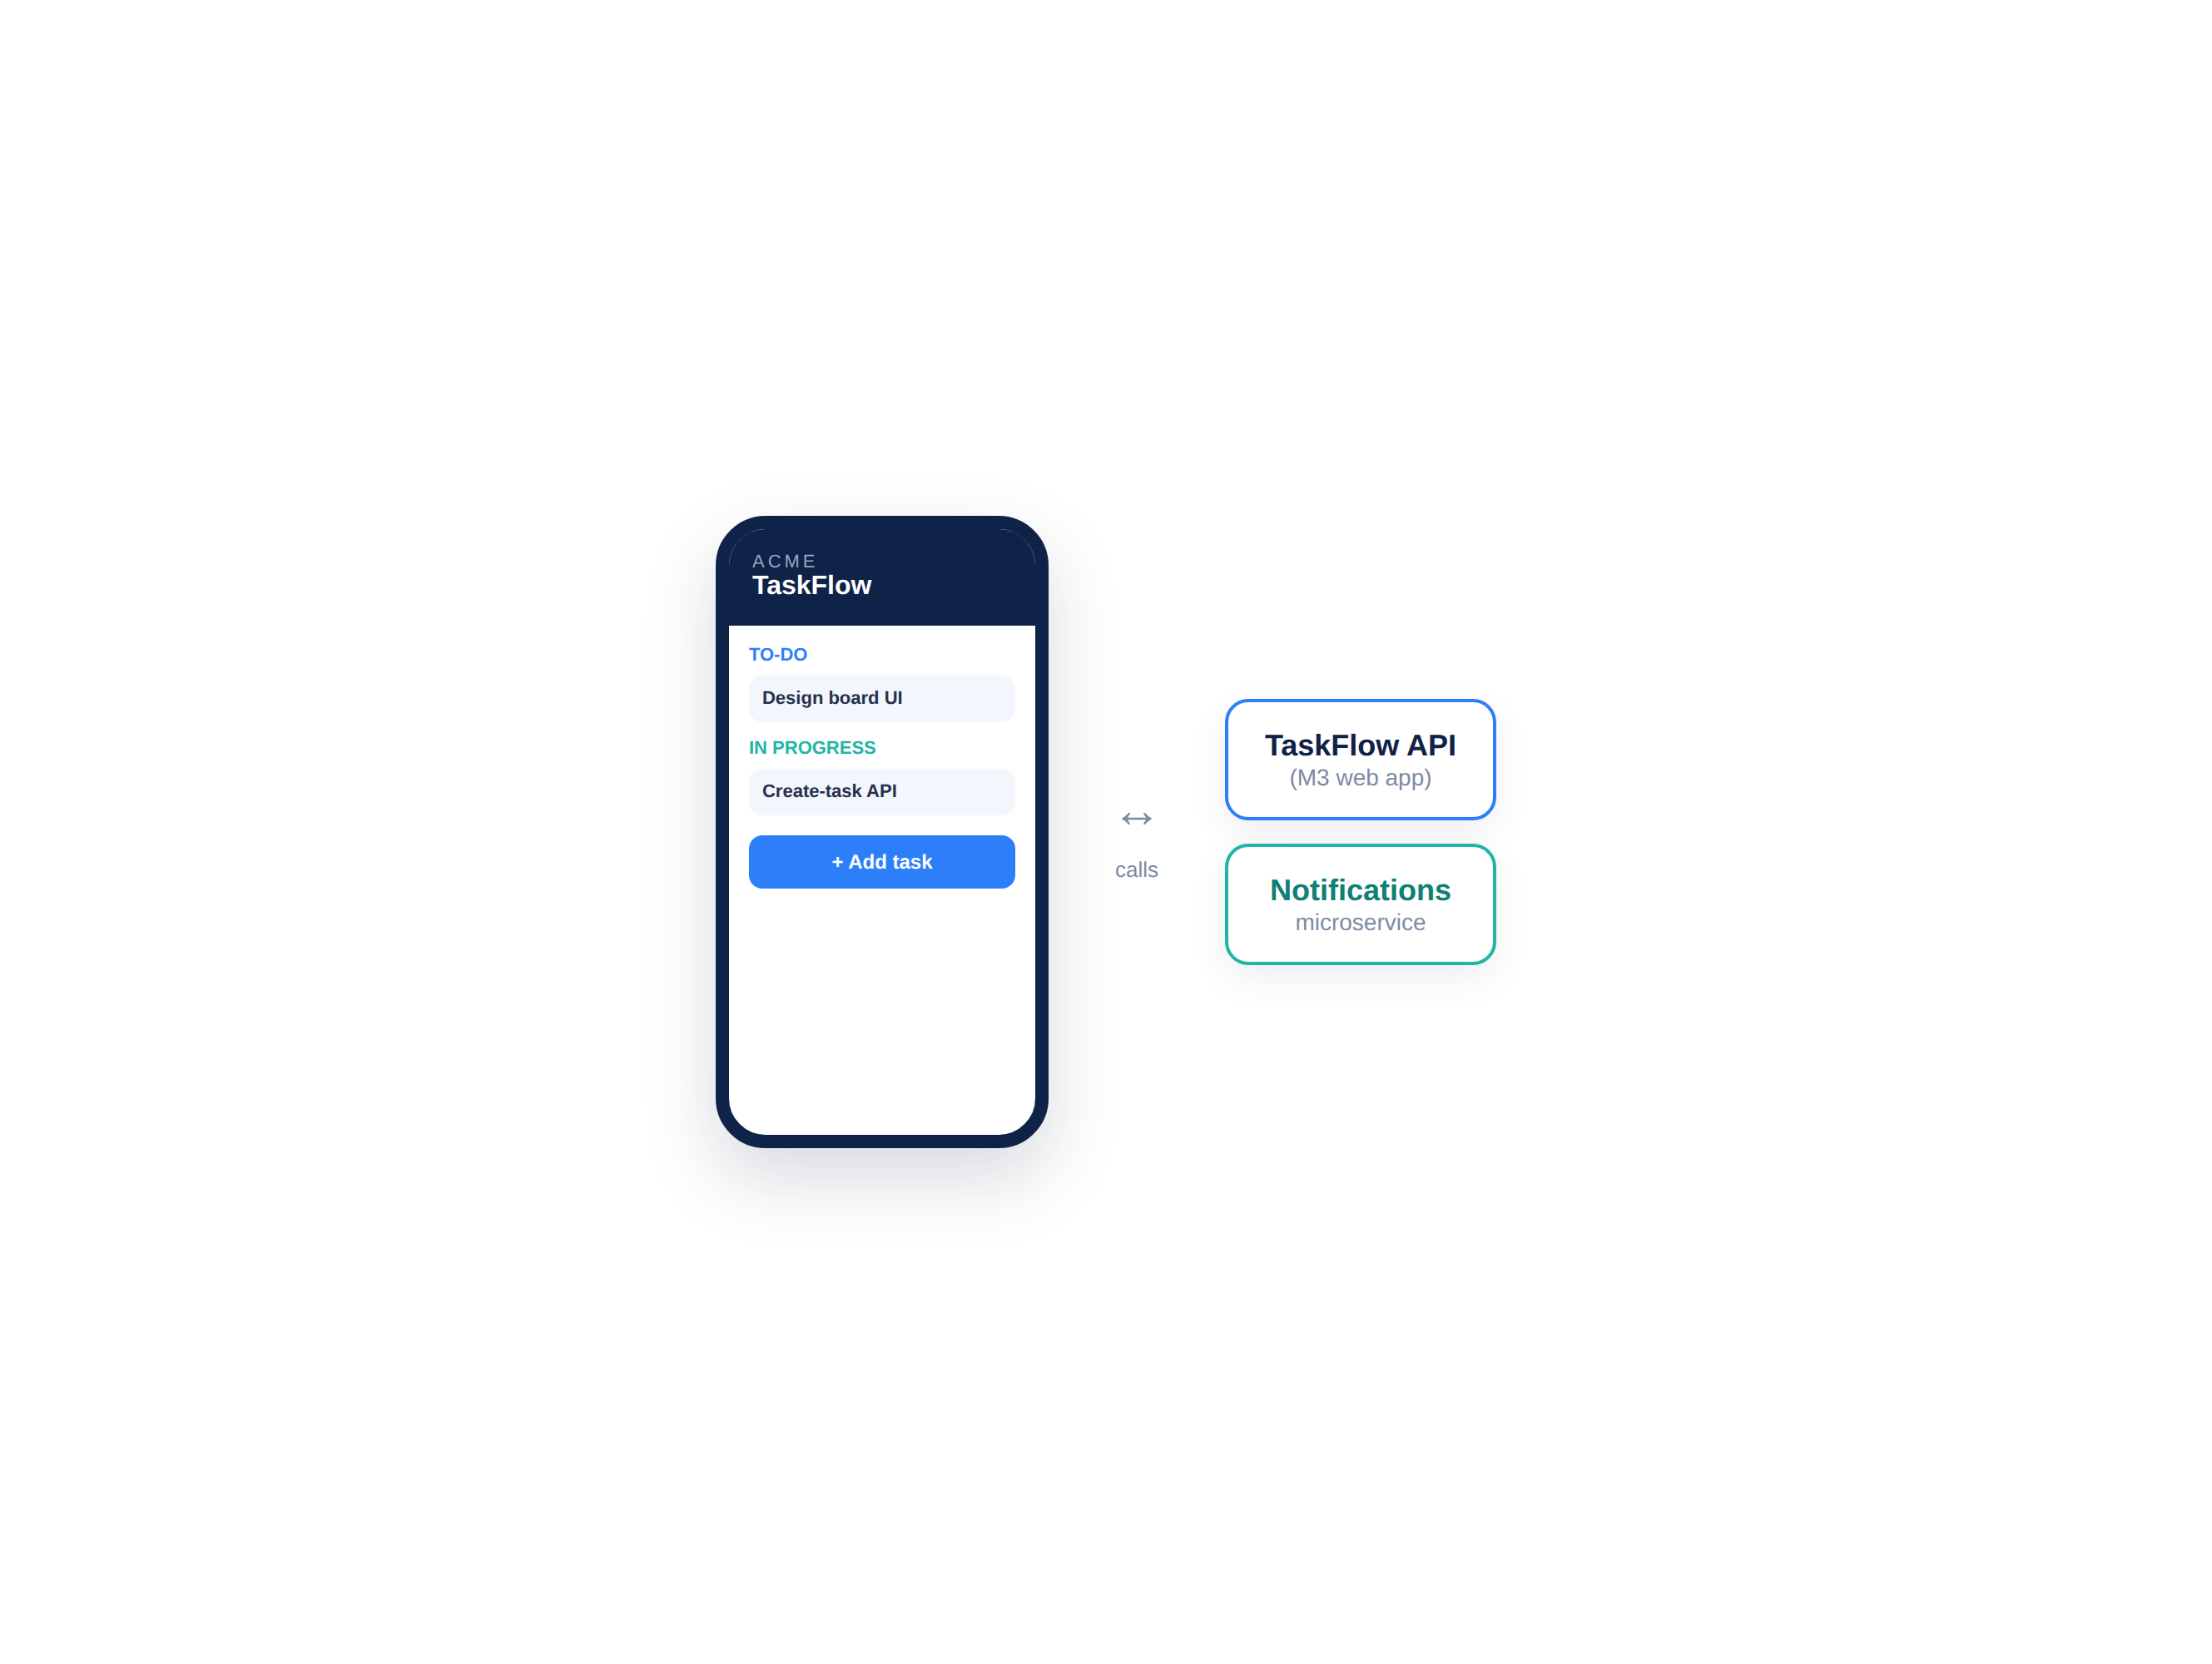 ACME
TaskFlow
TO-DO
Design board UI
IN PROGRESS
Create-task API
+ Add task
↔
calls
TaskFlow API
(M3 web app)
Notifications
microservice